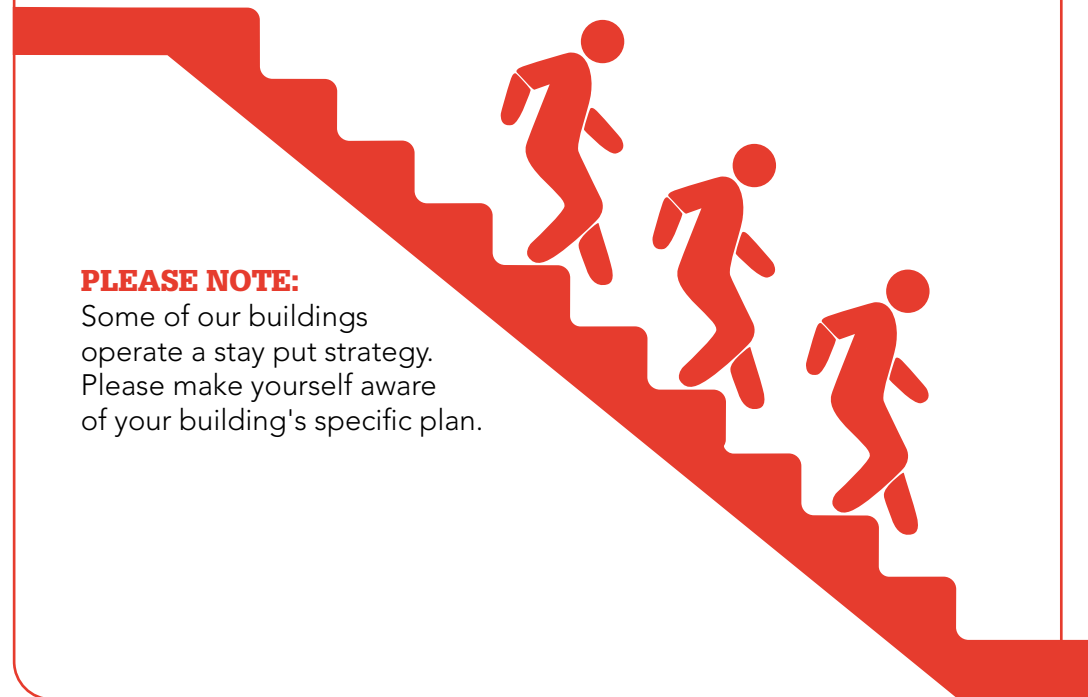 PLEASE NOTE:
Some of our buildings
operate a stay put strategy.
Please make yourself aware
of your building's specific plan.